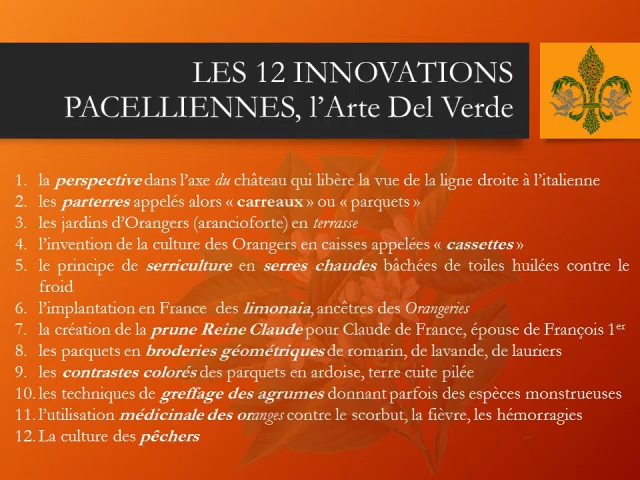 LES 12 INNOVATIONS
PACELLIENNES, l’Arte Del Verde
1. la perspective dans l’axe du château qui libère la vue de la ligne droite à l’italienne
2. les parterres appelés alors « carreaux » ou « parquets »
3. les jardins d’Orangers (arancioforte) en terrasse
4. l’invention de la culture des Orangers en caisses appelées « cassettes »
5. le principe de serriculture en serres chaudes bâchées de toiles huilées contre le
froid
6. l’implantation en France des limonaia, ancêtres des Orangeries
7. la création de la prune Reine Claude pour Claude de France, épouse de François 1er
8. les parquets en broderies géométriques de romarin, de lavande, de lauriers
9. les contrastes colorés des parquets en ardoise, terre cuite pilée
10. les techniques de greffage des agrumes donnant parfois des espèces monstrueuses
11. l’utilisation médicinale des oranges contre le scorbut, la fièvre, les hémorragies
12. La culture des pêchers